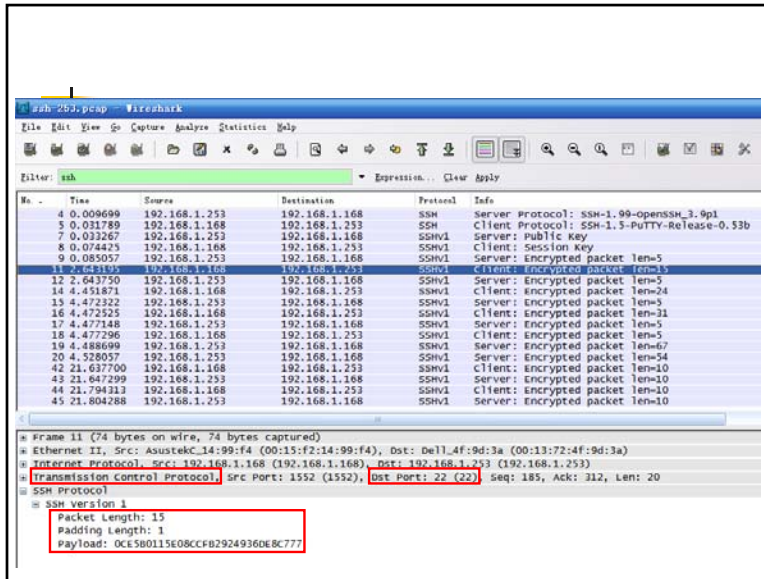 ssh-253.pcap - Wireshark
File Edit View Go Capture Analyze Statistics Help
Filter: ssh Expression... Clear Apply
No. - Time Source Destination Protocol Info
4 0.009699 192.168.1.253 192.168.1.168 SSH Server Protocol: SSH-1.99-OpenSSH_3.9p1
5 0.031789 192.168.1.168 192.168.1.253 SSH Client Protocol: SSH-1.5-PuTTY-Release-0.53b
7 0.033267 192.168.1.253 192.168.1.168 SSHv1 Server: Public Key
8 0.074425 192.168.1.168 192.168.1.253 SSHv1 Client: Session Key
9 0.085057 192.168.1.253 192.168.1.168 SSHv1 Server: Encrypted packet len=5
11 2.643195 192.168.1.168 192.168.1.253 SSHv1 Client: Encrypted packet len=15
12 2.643750 192.168.1.253 192.168.1.168 SSHv1 Server: Encrypted packet len=5
14 4.451871 192.168.1.168 192.168.1.253 SSHv1 Client: Encrypted packet len=24
15 4.472322 192.168.1.253 192.168.1.168 SSHv1 Server: Encrypted packet len=5
16 4.472525 192.168.1.168 192.168.1.253 SSHv1 Client: Encrypted packet len=31
17 4.477148 192.168.1.253 192.168.1.168 SSHv1 Server: Encrypted packet len=5
18 4.477296 192.168.1.168 192.168.1.253 SSHv1 Client: Encrypted packet len=5
19 4.488699 192.168.1.253 192.168.1.168 SSHv1 Server: Encrypted packet len=67
20 4.528057 192.168.1.253 192.168.1.168 SSHv1 Server: Encrypted packet len=54
42 21.637700 192.168.1.168 192.168.1.253 SSHv1 Client: Encrypted packet len=10
43 21.647299 192.168.1.253 192.168.1.168 SSHv1 Server: Encrypted packet len=10
44 21.794313 192.168.1.168 192.168.1.253 SSHv1 Client: Encrypted packet len=10
45 21.804288 192.168.1.253 192.168.1.168 SSHv1 Server: Encrypted packet len=10
Frame 11 (74 bytes on wire, 74 bytes captured)
Ethernet II, Src: AsustekC_14:99:f4 (00:15:f2:14:99:f4), Dst: Dell_4f:9d:3a (00:13:72:4f:9d:3a)
Internet Protocol, Src: 192.168.1.168 (192.168.1.168), Dst: 192.168.1.253 (192.168.1.253)
Transmission Control Protocol, Src Port: 1552 (1552), Dst Port: 22 (22), Seq: 185, Ack: 312, Len: 20
SSH Protocol
SSH Version 1
Packet Length: 15
Padding Length: 1
Payload: 0CE5B0115E08CCFB2924936DE8C777